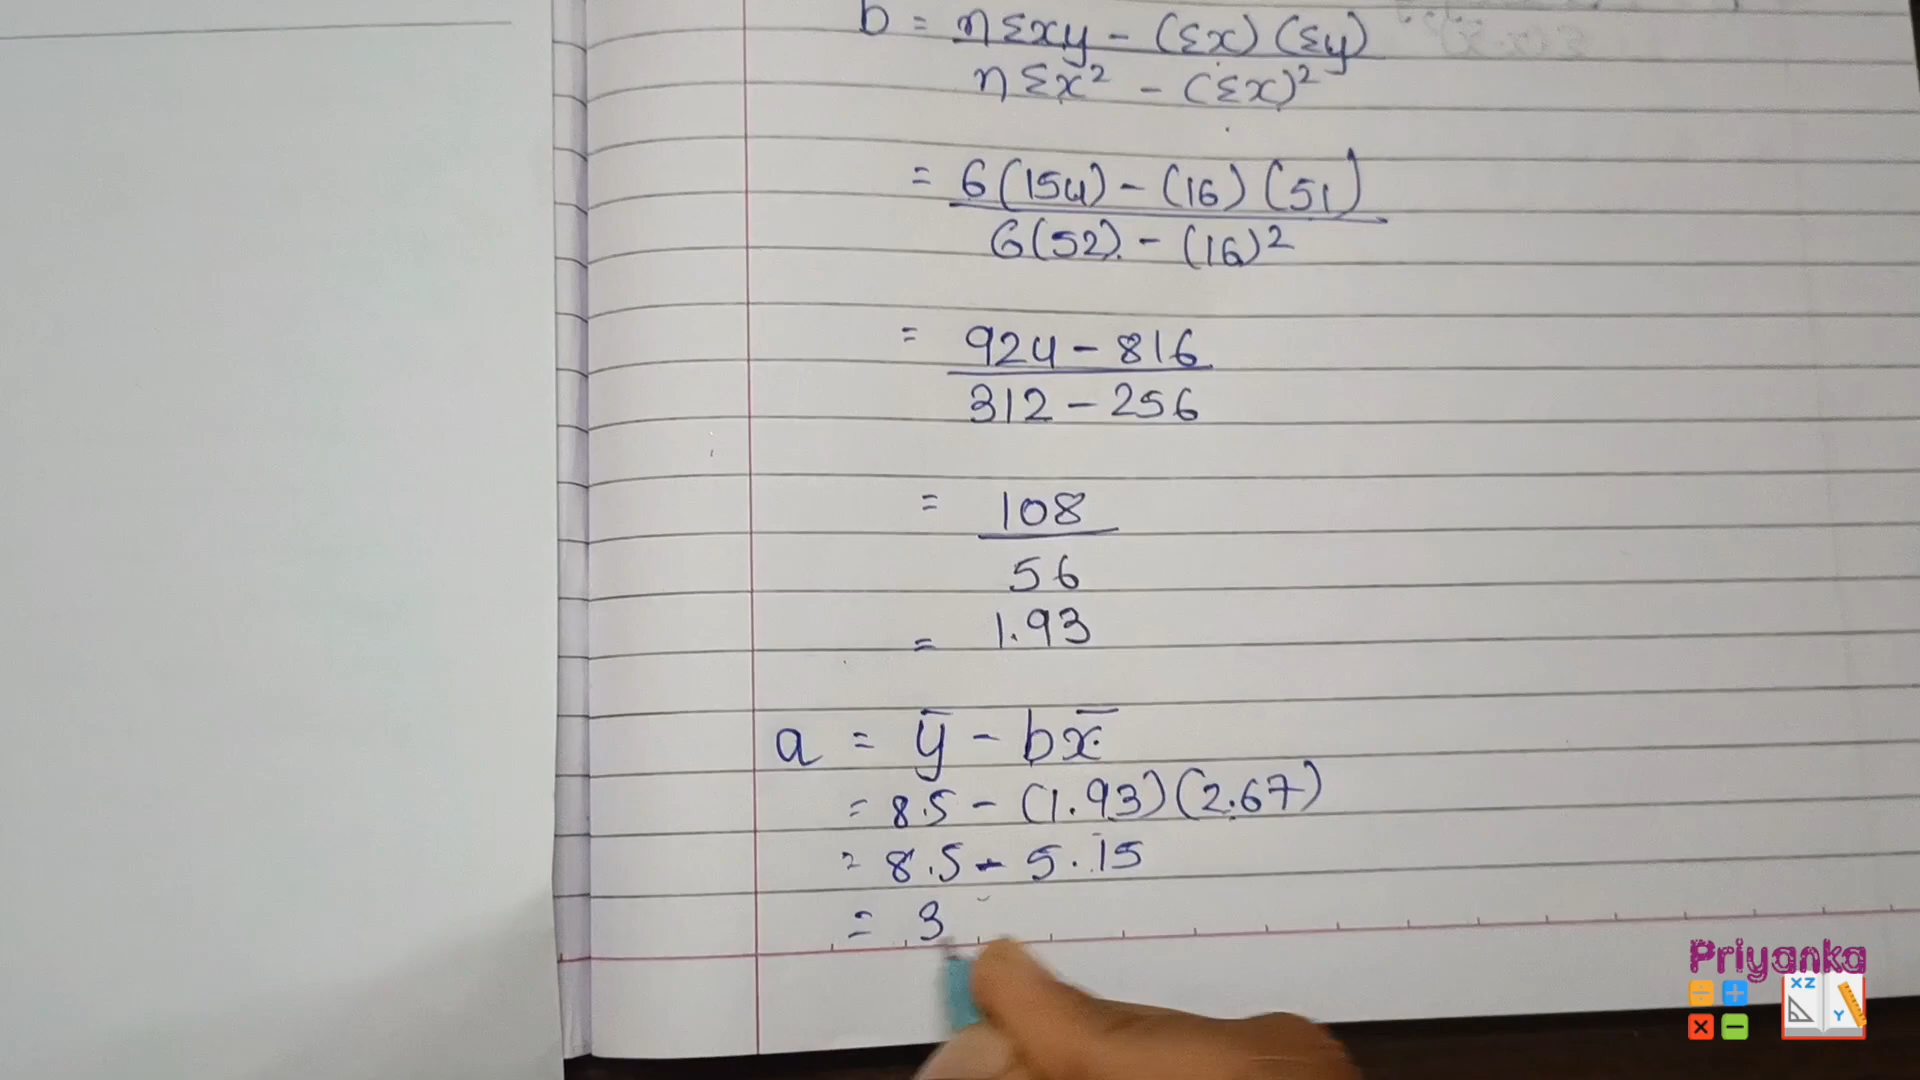 b = nΣxy - (Σx) (Σy)
nΣx² - (Σx)²
= 6(154) - (16) (51)
6(52) - (16)²
= 924 - 816
312 - 256
= 108
56
= 1.93
a = ȳ - bx̄
= 8.5 - (1.93)(2.67)
= 8.5 - 5.15
= 3
Priyanka
XZ
Y